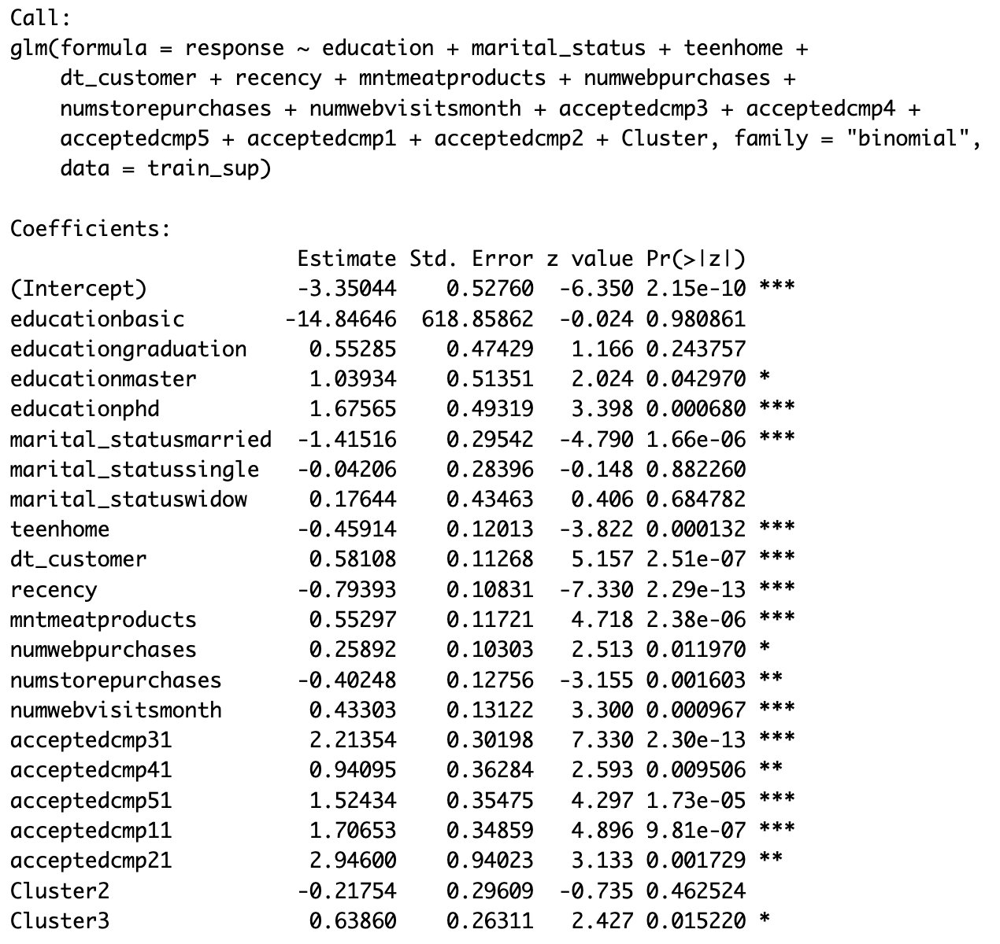 Call:
glm(formula = response ~ education + marital_status + teenhome +
    dt_customer + recency + mntmeatproducts + numwebpurchases +
    numstorepurchases + numwebvisitsmonth + acceptedcmp3 + acceptedcmp4 +
    acceptedcmp5 + acceptedcmp1 + acceptedcmp2 + Cluster, family = "binomial",
    data = train_sup)

Coefficients:
                       Estimate Std. Error z value Pr(>|z|)
(Intercept)            -3.35044    0.52760  -6.350 2.15e-10 ***
educationbasic        -14.84646  618.85862  -0.024 0.980861
educationgraduation     0.55285    0.47429   1.166 0.243757
educationmaster         1.03934    0.51351   2.024 0.042970 *
educationphd            1.67565    0.49319   3.398 0.000680 ***
marital_statusmarried  -1.41516    0.29542  -4.790 1.66e-06 ***
marital_statussingle   -0.04206    0.28396  -0.148 0.882260
marital_statuswidow     0.17644    0.43463   0.406 0.684782
teenhome               -0.45914    0.12013  -3.822 0.000132 ***
dt_customer             0.58108    0.11268   5.157 2.51e-07 ***
recency                -0.79393    0.10831  -7.330 2.29e-13 ***
mntmeatproducts         0.55297    0.11721   4.718 2.38e-06 ***
numwebpurchases         0.25892    0.10303   2.513 0.011970 *
numstorepurchases      -0.40248    0.12756  -3.155 0.001603 **
numwebvisitsmonth       0.43303    0.13122   3.300 0.000967 ***
acceptedcmp31           2.21354    0.30198   7.330 2.30e-13 ***
acceptedcmp41           0.94095    0.36284   2.593 0.009506 **
acceptedcmp51           1.52434    0.35475   4.297 1.73e-05 ***
acceptedcmp11           1.70653    0.34859   4.896 9.81e-07 ***
acceptedcmp21           2.94600    0.94023   3.133 0.001729 **
Cluster2               -0.21754    0.29609  -0.735 0.462524
Cluster3                0.63860    0.26311   2.427 0.015220 *